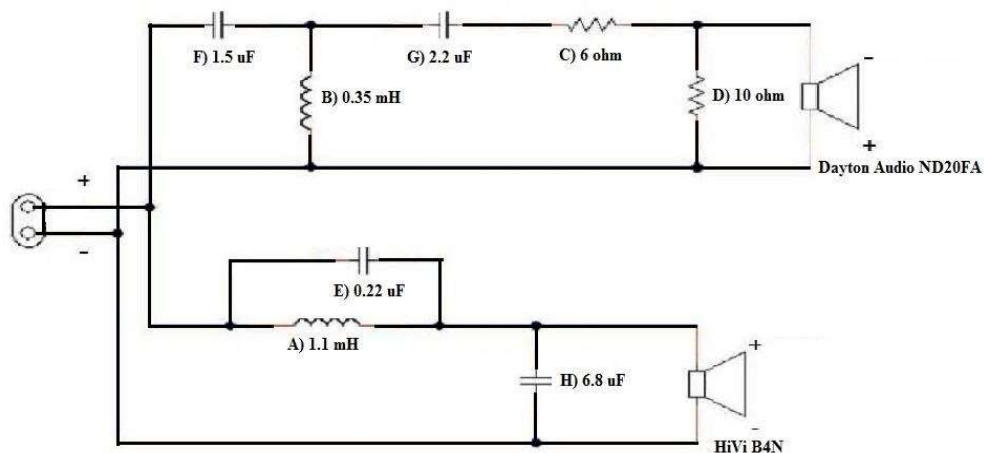 F) 1.5 uF
G) 2.2 uF
C) 6 ohm
B) 0.35 mH
D) 10 ohm
-
+
Dayton Audio ND20FA
+
-
E) 0.22 uF
A) 1.1 mH
H) 6.8 uF
+
-
HiVi B4N